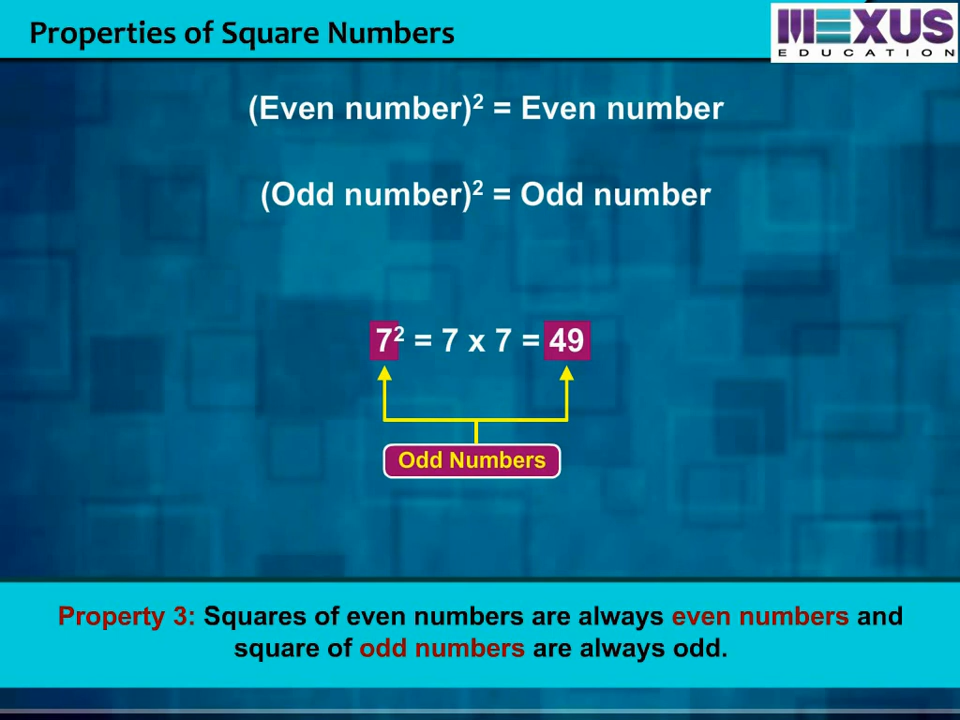 Properties of Square Numbers
MEXUS
EDUCATION
(Even number)² = Even number
(Odd number)² = Odd number
7² = 7 x 7 = 49
Odd Numbers
Property 3: Squares of even numbers are always even numbers and
square of odd numbers are always odd.